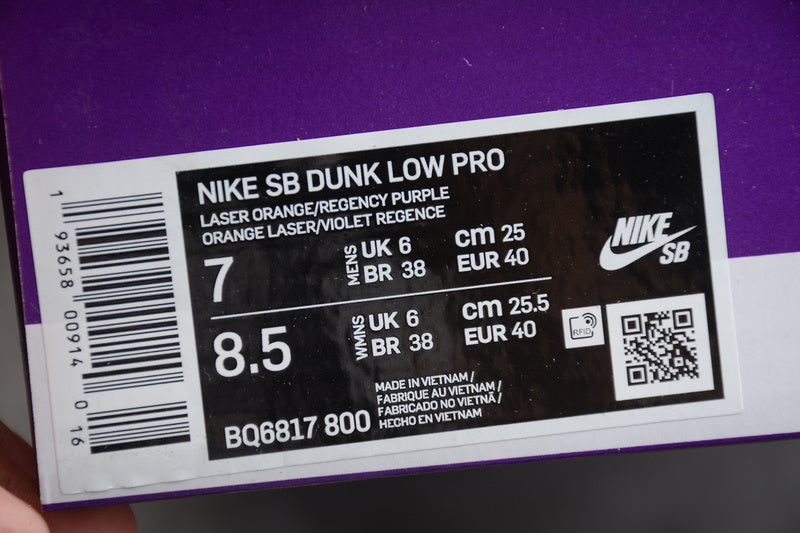 NIKE SB DUNK LOW PRO
LASER ORANGE/REGENCY PURPLE
ORANGE LASER/VIOLET REGENCE
7
MENS
UK 6
BR 38
cm 25
EUR 40
8.5
WMNS
UK 6
BR 38
cm 25.5
EUR 40
RFID
BQ6817 800
MADE IN VIETNAM /
FABRIQUE AU VIETNAM /
FABRICADO NO VIETNÃ /
HECHO EN VIETNAM
NIKE
SB
1 93658 00914 0 16